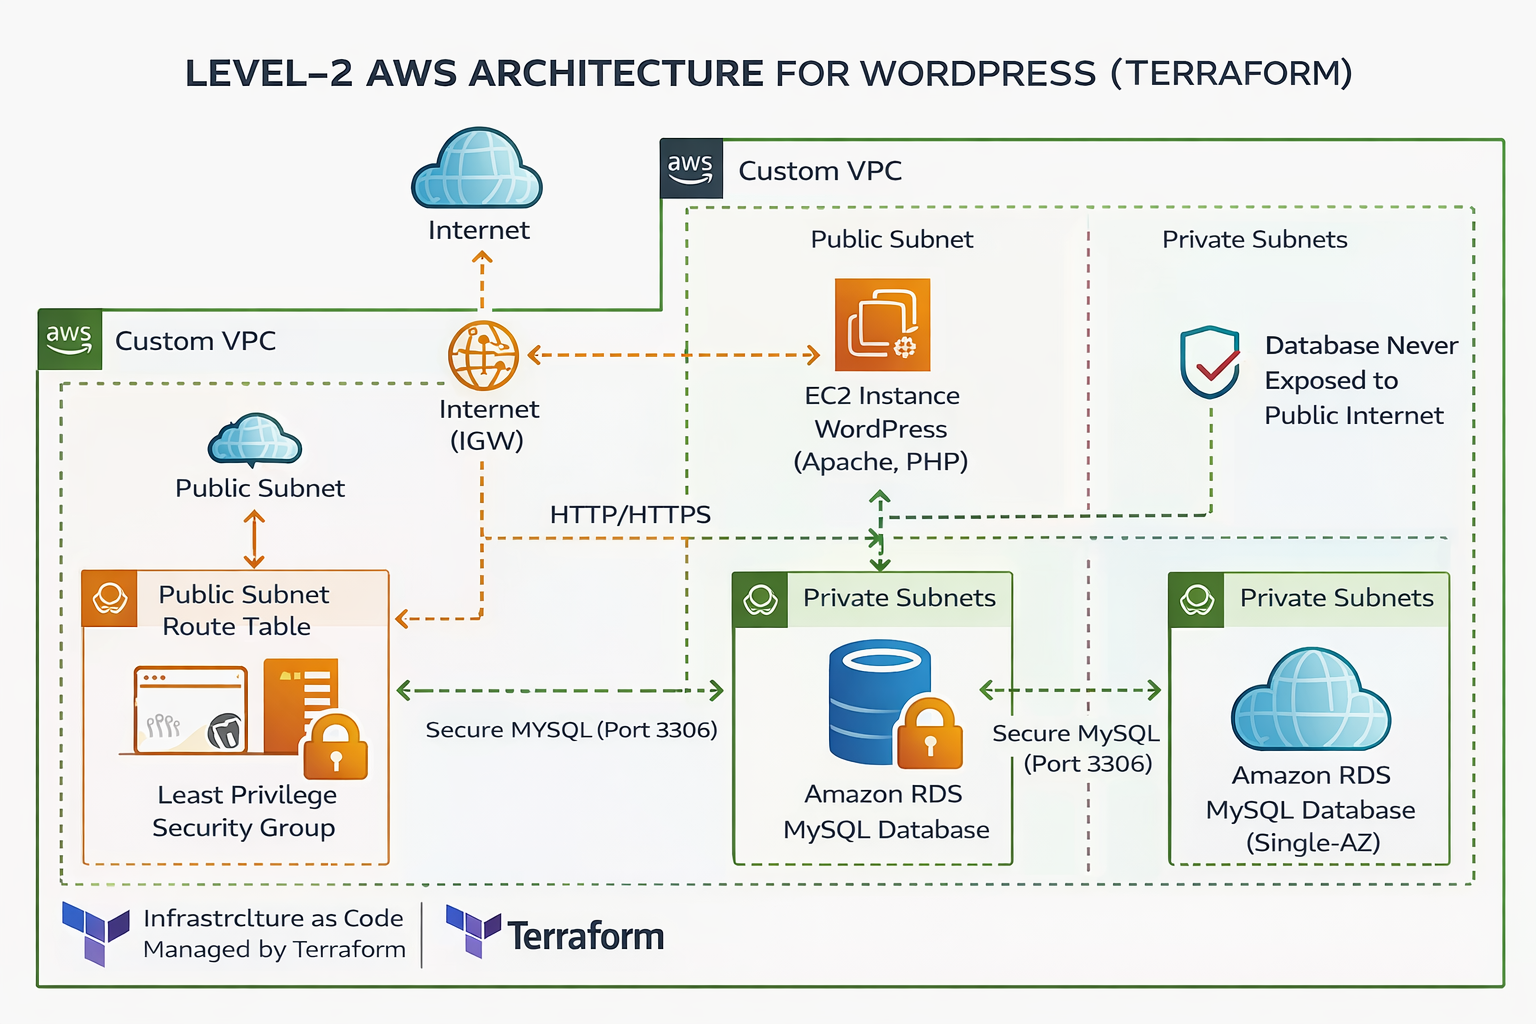 LEVEL–2 AWS ARCHITECTURE FOR WORDPRESS (TERRAFORM)
Internet
aws
Custom VPC
Public Subnet
Private Subnets
aws
Custom VPC
Internet
(IGW)
EC2 Instance
WordPress
(Apache, PHP)
Database Never
Exposed to
Public Internet
Public Subnet
HTTP/HTTPS
Public Subnet
Route Table
Private Subnets
Private Subnets
Secure MYSQL (Port 3306)
Secure MySQL
(Port 3306)
Least Privilege
Security Group
Amazon RDS
MySQL Database
Amazon RDS
MySQL Database
(Single-AZ)
Infrastrclture as Code
Managed by Terraform
Terraform